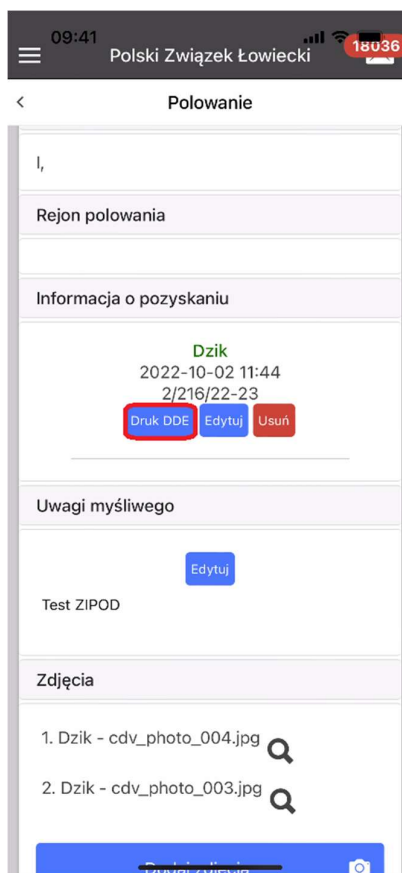 09:41
Polski Związek Łowiecki
18036
Polowanie
I,
Rejon polowania
Informacja o pozyskaniu
Dzik
2022-10-02 11:44
2/216/22-23
Druk DDE Edytuj Usuń
Uwagi myśliwego
Edytuj
Test ZIPOD
Zdjęcia
1. Dzik - cdv_photo_004.jpg
2. Dzik - cdv_photo_003.jpg